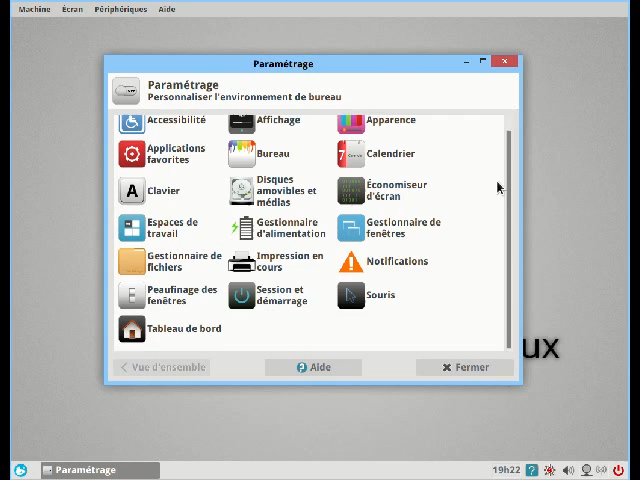 Machine Écran Périphériques Aide
Paramétrage
Paramétrage
Personnaliser l'environnement de bureau
Accessibilité
Affichage
Apparence
Applications
favorites
Bureau
7
Calendrier
A
Clavier
Disques
amovibles et
médias
Économiseur
d'écran
Espaces de
travail
Gestionnaire
d'alimentation
Gestionnaire de
fenêtres
Gestionnaire de
fichiers
Impression en
cours
Notifications
Peaufinage des
fenêtres
Session et
démarrage
Souris
Tableau de bord
ux
< Vue d'ensemble
? Aide
Fermer
Paramétrage
19h22 ?